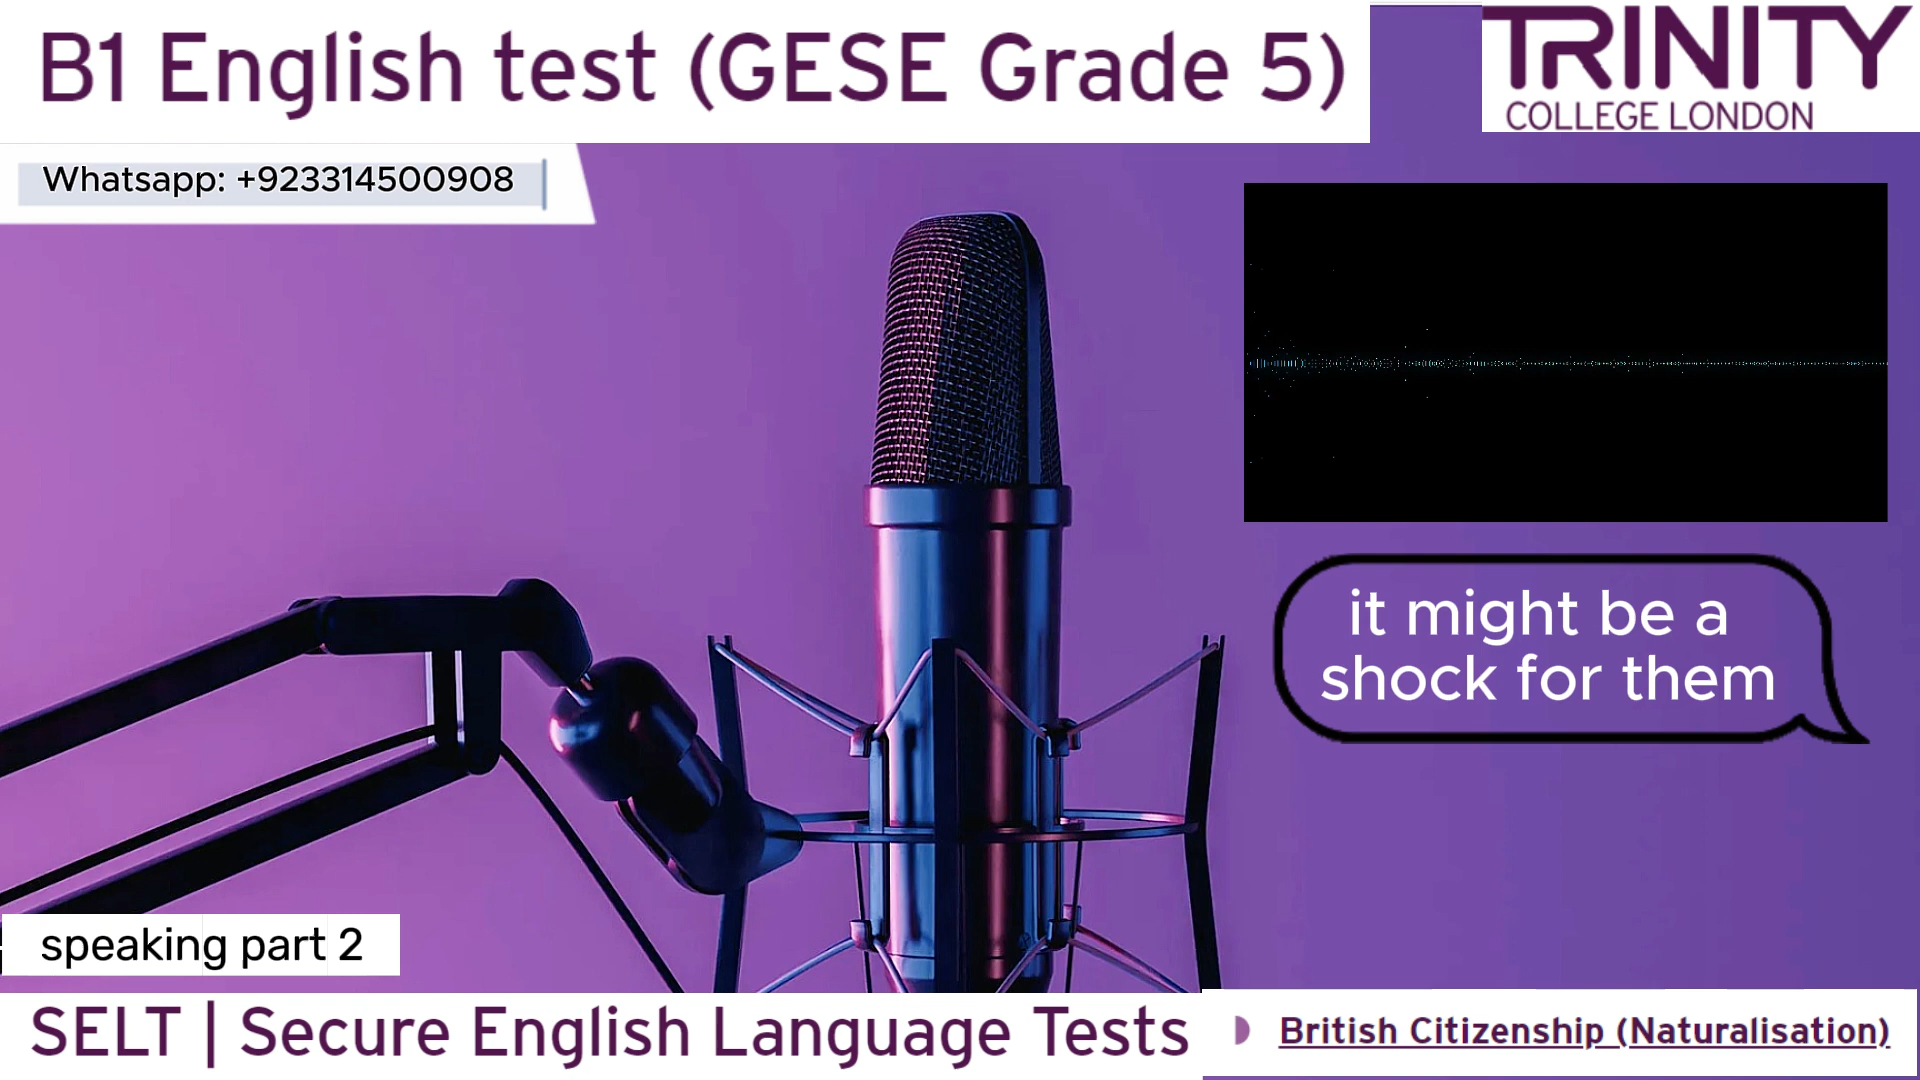 B1 English test (GESE Grade 5)
TRINITY
COLLEGE LONDON
Whatsapp: +923314500908
it might be a
shock for them
speaking part 2
SELT | Secure English Language Tests
British Citizenship (Naturalisation)